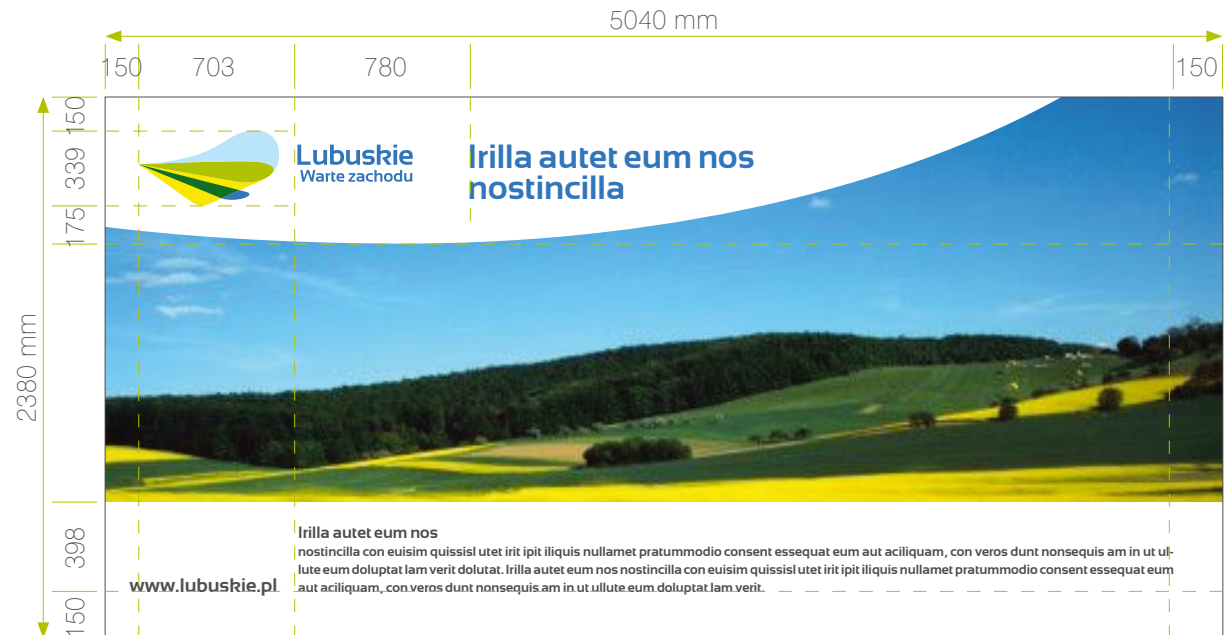 5040 mm
150 703 780 150
150
339
175
2380 mm
398
150
Lubuskie
Warte zachodu
Irilla autet eum nos
nostincilla
Irilla autet eum nos
nostincilla con euisim quissisl utet irit ipit iliquis nullamet pratummodio consent essequat eum aut aciliquam, con veros dunt nonsequis am in ut ul-
lute eum doluptat lam verit dolutat. Irilla autet eum nos nostincilla con euisim quissisl utet irit ipit iliquis nullamet pratummodio consent essequat eum
aut aciliquam, con veros dunt nonsequis am in ut ullute eum doluptat lam verit.
www.lubuskie.pl